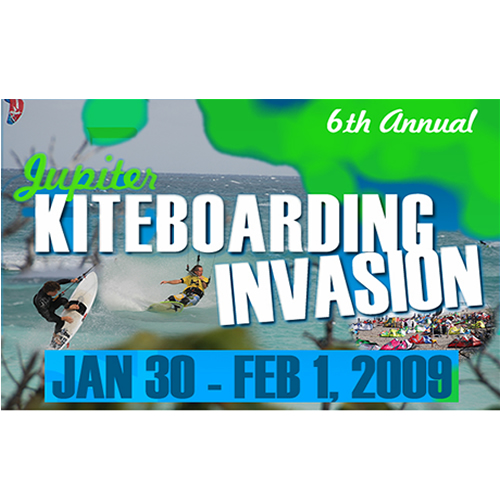 6th Annual
Jupiter
KITEBOARDING
INVASION
JAN 30 - FEB 1, 2009